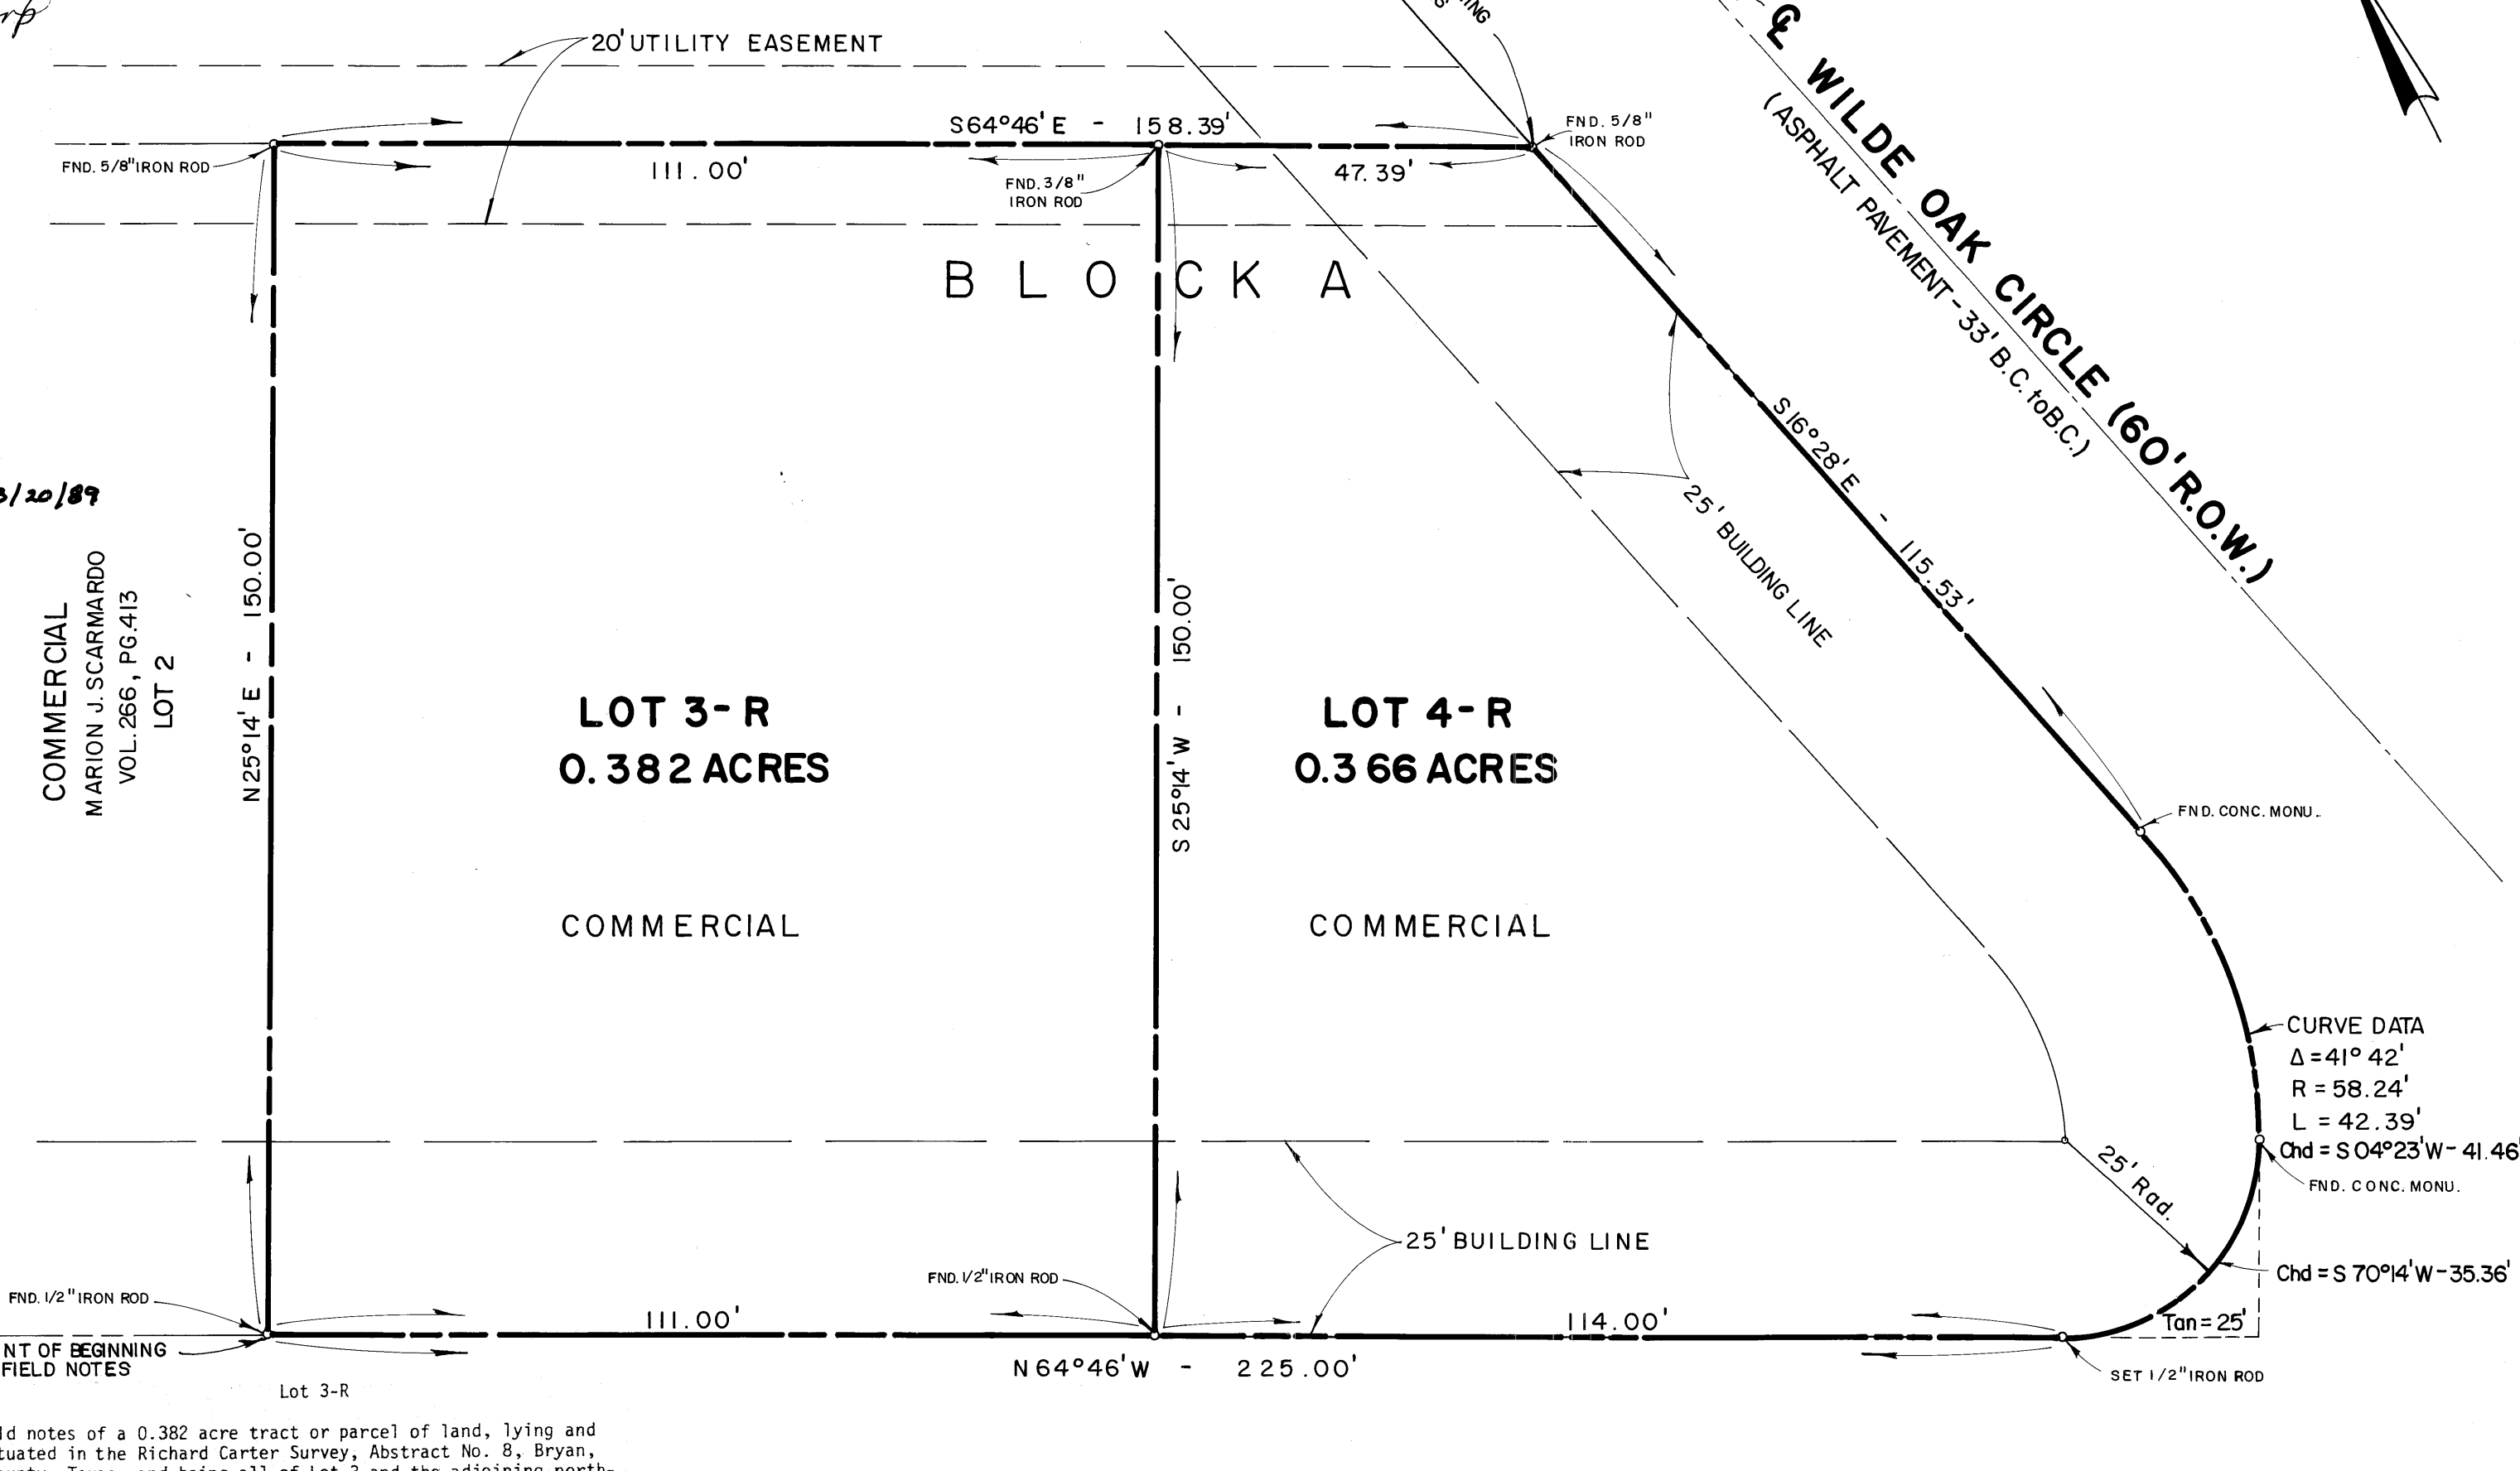 20' UTILITY EASEMENT
S64°46'E - 158.39'
111.00'
47.39'
FND. 5/8" IRON ROD
FND. 3/8"
IRON ROD
FND. 5/8"
IRON ROD
℄ WILDE OAK CIRCLE (60' R.O.W.)
(ASPHALT PAVEMENT - 33' B.C. to B.C.)
BLOCK A
3/20/89
COMMERCIAL
MARION J. SCARMARDO
VOL. 266, PG. 413
LOT 2
N25°14'E - 150.00'
S 25°14'W - 150.00'
S16°28'E - 115.53'
25' BUILDING LINE
LOT 3-R
0.382 ACRES
COMMERCIAL
LOT 4-R
0.366 ACRES
COMMERCIAL
FND. CONC. MONU.
CURVE DATA
Δ = 41° 42'
R = 58.24'
L = 42.39'
Chd = S 04°23'W - 41.46'
FND. CONC. MONU.
25' Rad.
Chd = S 70°14'W - 35.36'
Tan = 25'
25' BUILDING LINE
FND. 1/2" IRON ROD
FND. 1/2" IRON ROD
111.00'
114.00'
NT OF BEGINNING
FIELD NOTES
N64°46'W - 225.00'
SET 1/2" IRON ROD
Lot 3-R
ld notes of a 0.382 acre tract or parcel of land, lying and
tuated in the Richard Carter Survey, Abstract No. 8, Bryan,